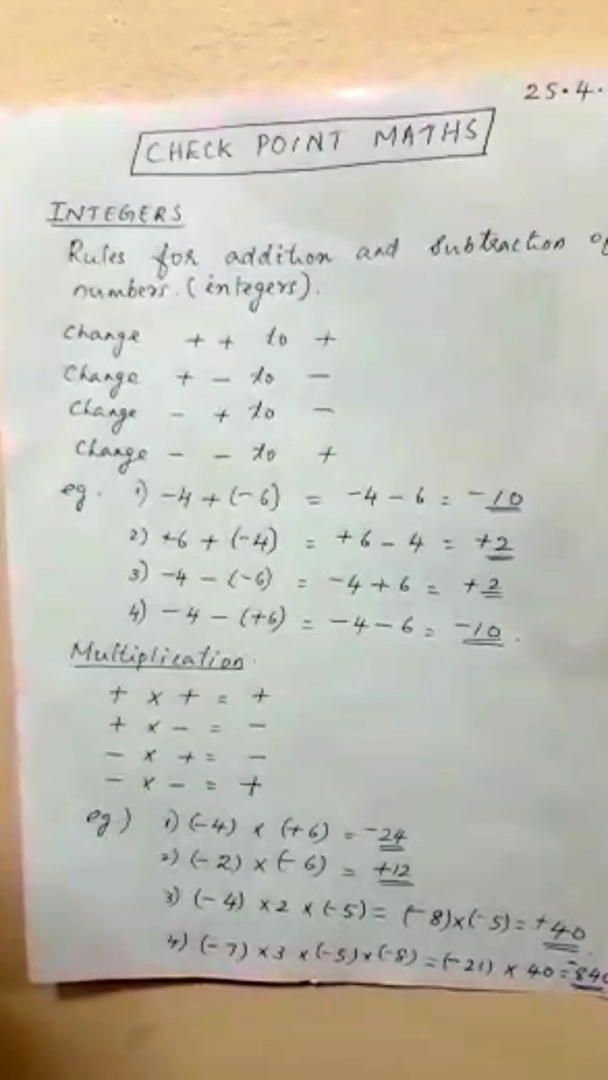 25.4.
CHECK POINT MATHS
INTEGERS
Rules for addition and subtraction of
numbers. (integers).
Change + + to +
Change + - to -
Change - + to -
Change - - to +
eg. 1) -4 + (-6) = -4 - 6 = -10
2) +6 + (-4) = +6 - 4 = +2
3) -4 - (-6) = -4 + 6 = +2
4) -4 - (+6) = -4 - 6 = -10.
Multiplication.
+ x + = +
+ x - = -
- x + = -
- x - = +
eg.) 1) (-4) x (+6) = -24
2) (-2) x (-6) = +12
3) (-4) x 2 x (-5) = (-8)x(-5) = +40
4) (-7) x 3 x (-5) x (-8) = (-21) x 40 = -840